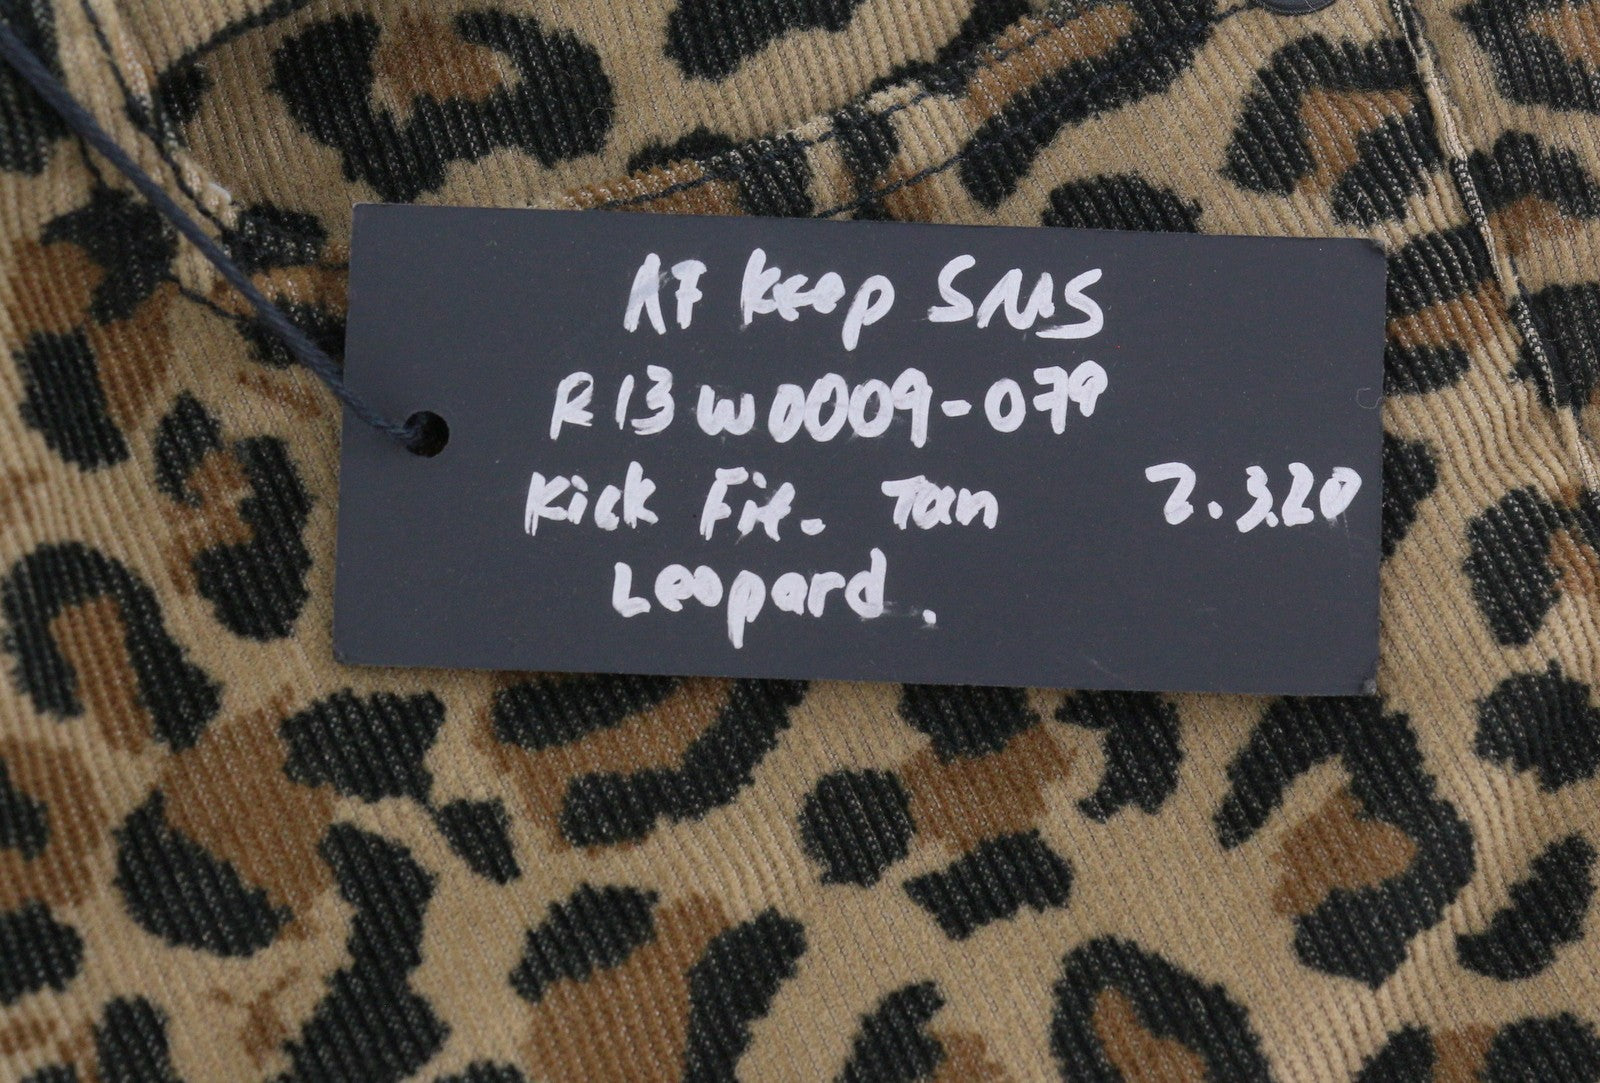 AF keep SMS
R13W0009-079
Kick Fit. Tan 2.3.20
Leopard.